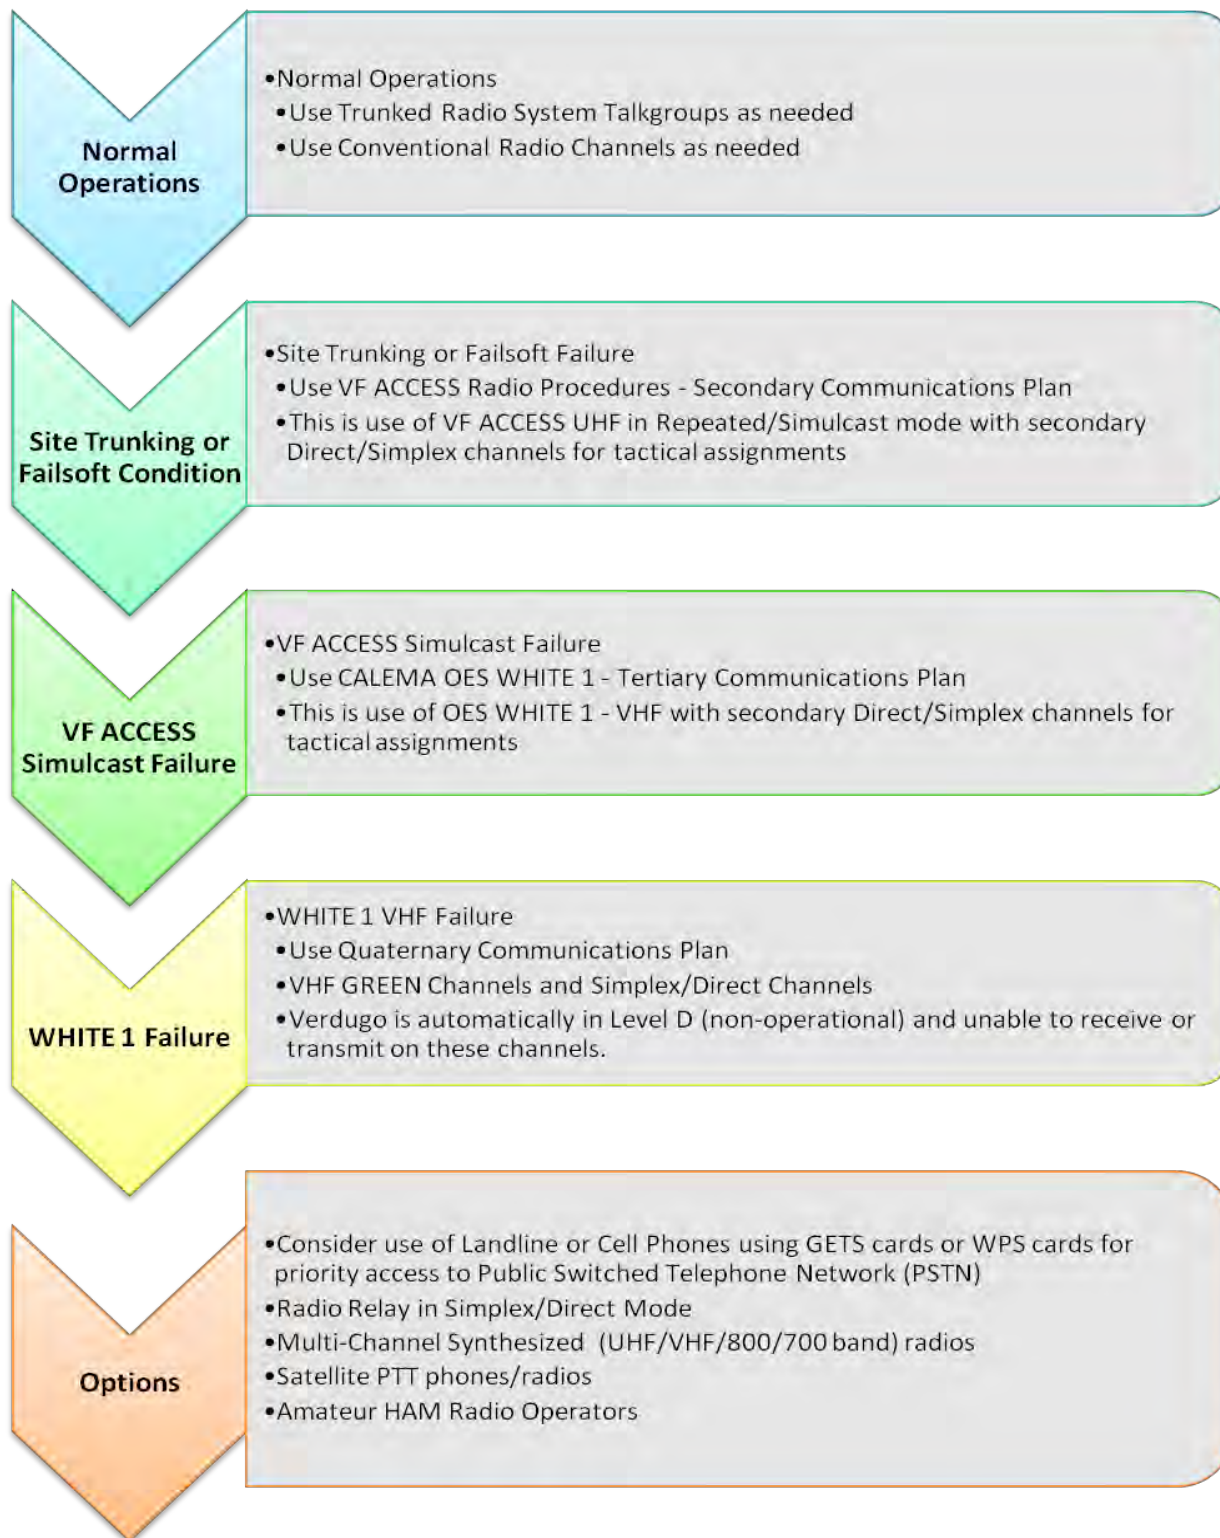 Normal
Operations
•Normal Operations
•Use Trunked Radio System Talkgroups as needed
•Use Conventional Radio Channels as needed
Site Trunking or
Failsoft Condition
•Site Trunking or Failsoft Failure
•Use VF ACCESS Radio Procedures - Secondary Communications Plan
•This is use of VF ACCESS UHF in Repeated/Simulcast mode with secondary
Direct/Simplex channels for tactical assignments
VF ACCESS
Simulcast Failure
•VF ACCESS Simulcast Failure
•Use CALEMA OES WHITE 1 - Tertiary Communications Plan
•This is use of OES WHITE 1 - VHF with secondary Direct/Simplex channels for
tactical assignments
WHITE 1 Failure
•WHITE 1 VHF Failure
•Use Quaternary Communications Plan
•VHF GREEN Channels and Simplex/Direct Channels
•Verdugo is automatically in Level D (non-operational) and unable to receive or
transmit on these channels.
Options
•Consider use of Landline or Cell Phones using GETS cards or WPS cards for
priority access to Public Switched Telephone Network (PSTN)
•Radio Relay in Simplex/Direct Mode
•Multi-Channel Synthesized (UHF/VHF/800/700 band) radios
•Satellite PTT phones/radios
•Amateur HAM Radio Operators